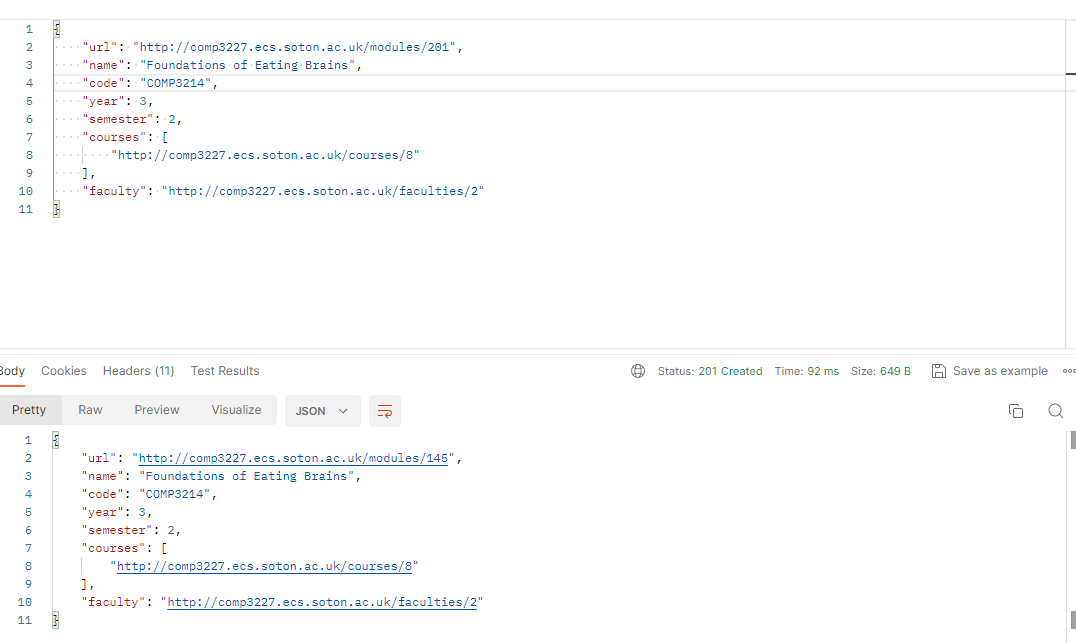 1 {
2 "url": "http://comp3227.ecs.soton.ac.uk/modules/201",
3 "name": "Foundations of Eating Brains",
4 "code": "COMP3214",
5 "year": 3,
6 "semester": 2,
7 "courses": [
8 "http://comp3227.ecs.soton.ac.uk/courses/8"
9 ],
10 "faculty": "http://comp3227.ecs.soton.ac.uk/faculties/2"
11 }
Body Cookies Headers (11) Test Results Status: 201 Created Time: 92 ms Size: 649 B Save as example
Pretty Raw Preview Visualize JSON
1 {
2 "url": "http://comp3227.ecs.soton.ac.uk/modules/145",
3 "name": "Foundations of Eating Brains",
4 "code": "COMP3214",
5 "year": 3,
6 "semester": 2,
7 "courses": [
8 "http://comp3227.ecs.soton.ac.uk/courses/8"
9 ],
10 "faculty": "http://comp3227.ecs.soton.ac.uk/faculties/2"
11 }